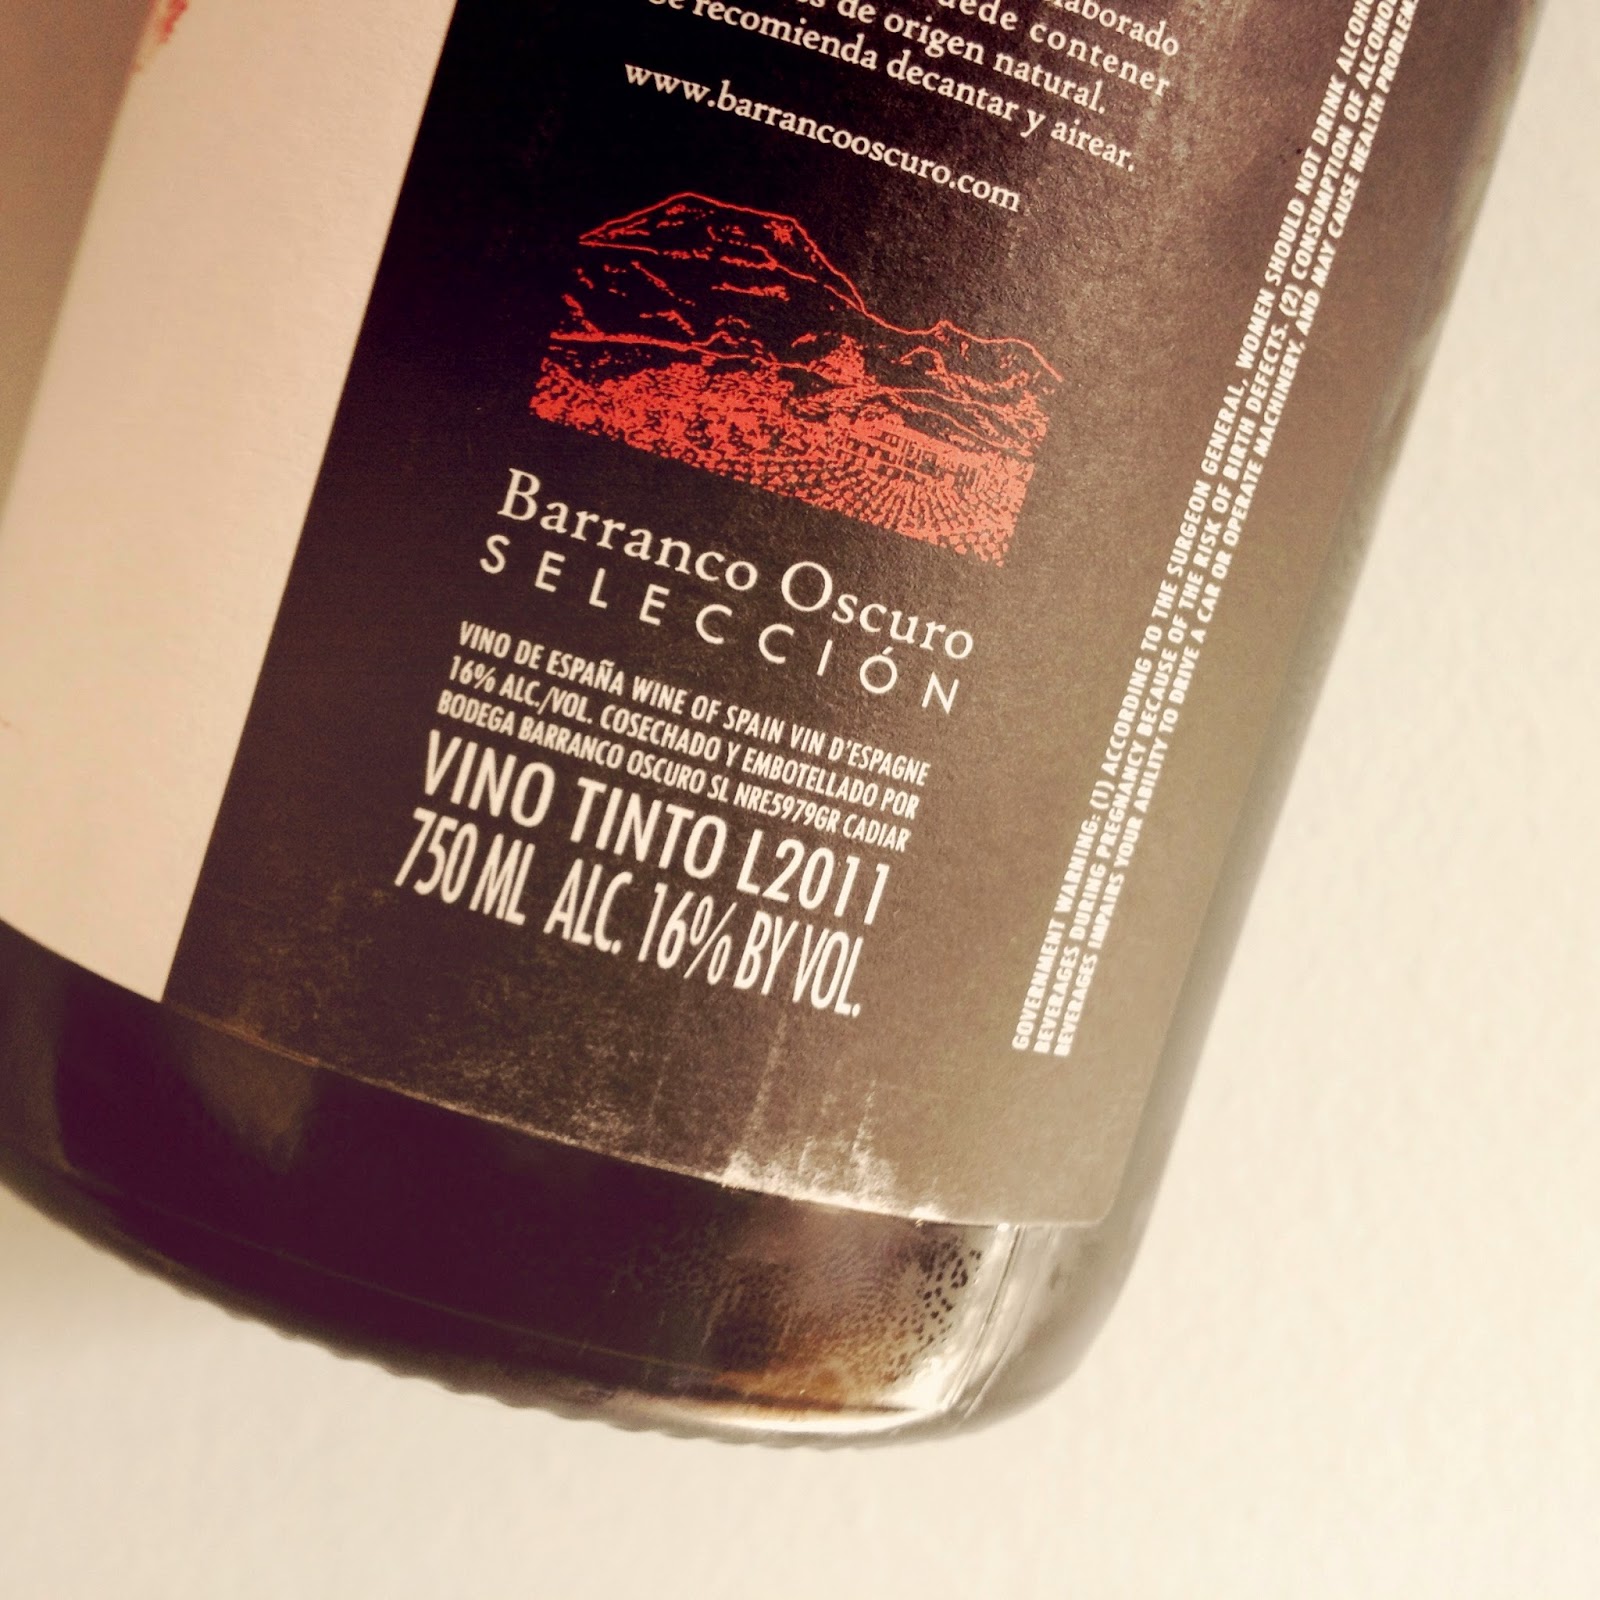 elaborado
de contener
de origen natural.
recomienda decantar y airear.
www.barrancooscuro.com
Barranco Oscuro
SELECCIÓN
VINO DE ESPAÑA WINE OF SPAIN VIN D'ESPAGNE
16% ALC./VOL. COSECHADO Y EMBOTELLADO POR
BODEGA BARRANCO OSCURO SL NRE5979GR CADIAR
VINO TINTO L2011
750 ML ALC. 16% BY VOL.
GOVERNMENT WARNING: (1) ACCORDING TO THE SURGEON GENERAL, WOMEN SHOULD NOT DRINK
BEVERAGES DURING PREGNANCY BECAUSE OF THE RISK OF BIRTH DEFECTS. (2) CONSUMPTION OF
BEVERAGES IMPAIRS YOUR ABILITY TO DRIVE A CAR OR OPERATE MACHINERY, AND MAY CAUSE HEALTH